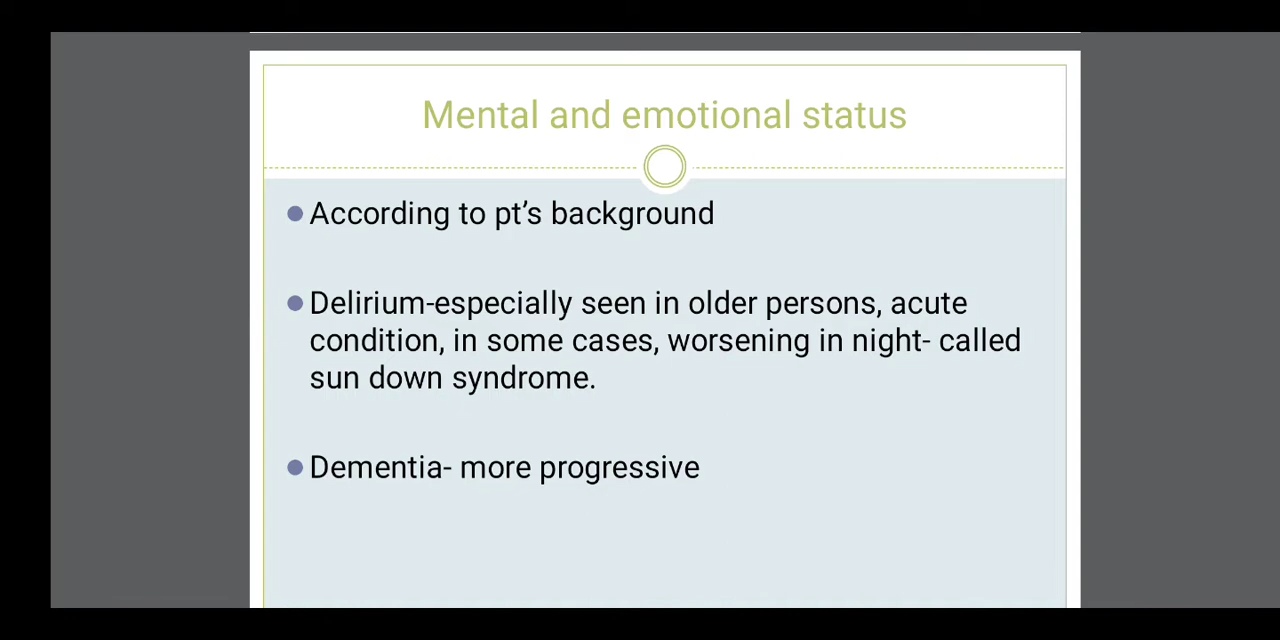 Mental and emotional status
According to pt’s background
Delirium-especially seen in older persons, acute
condition, in some cases, worsening in night- called
sun down syndrome.
Dementia- more progressive